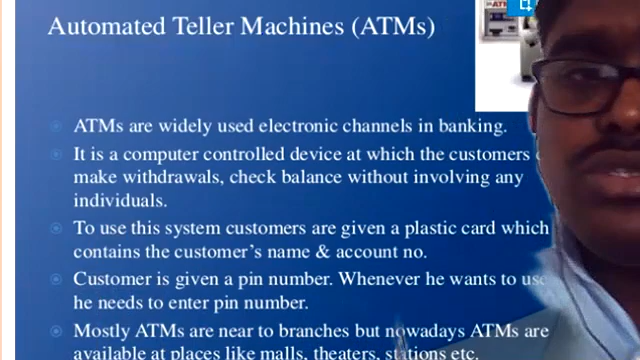 Automated Teller Machines (ATMs)
ATMs are widely used electronic channels in banking.
It is a computer controlled device at which the customers
make withdrawals, check balance without involving any
individuals.
To use this system customers are given a plastic card which
contains the customer's name & account no.
Customer is given a pin number. Whenever he wants to use
he needs to enter pin number.
Mostly ATMs are near to branches but nowadays ATMs are
available at places like malls, theaters, stations etc.